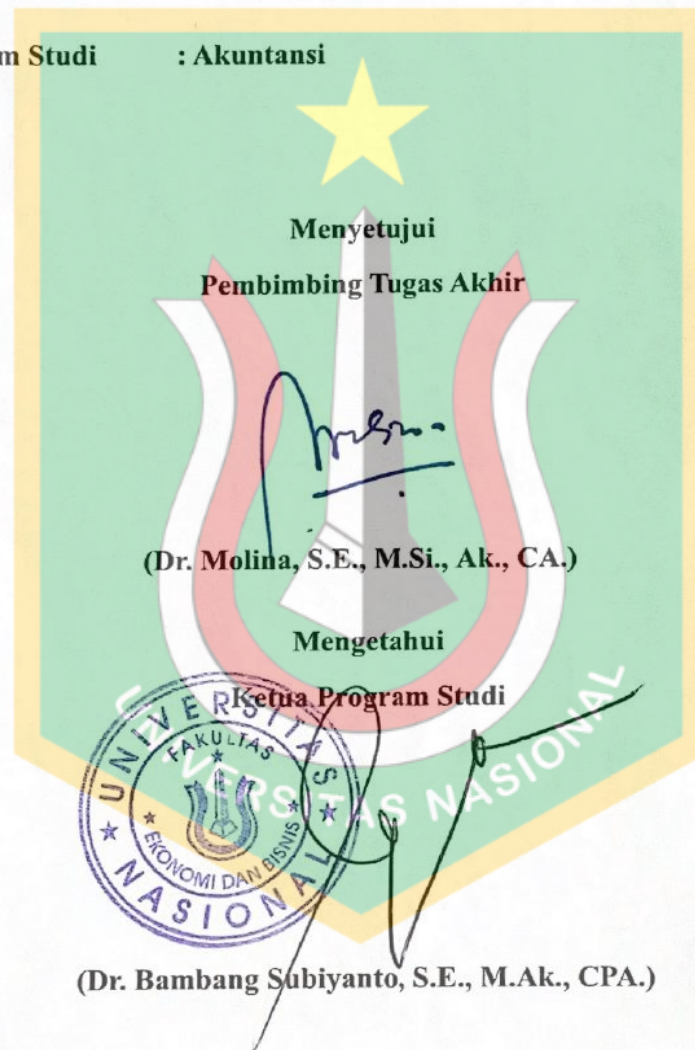 m Studi : Akuntansi
Menyetujui
Pembimbing Tugas Akhir
(Dr. Molina, S.E., M.Si., Ak., CA.)
Mengetahui
Ketua Program Studi
UNIVERSITAS NASIONAL
UNIVERSITAS NASIONAL
FAKULTAS
EKONOMI DAN BISNIS
(Dr. Bambang Subiyanto, S.E., M.Ak., CPA.)